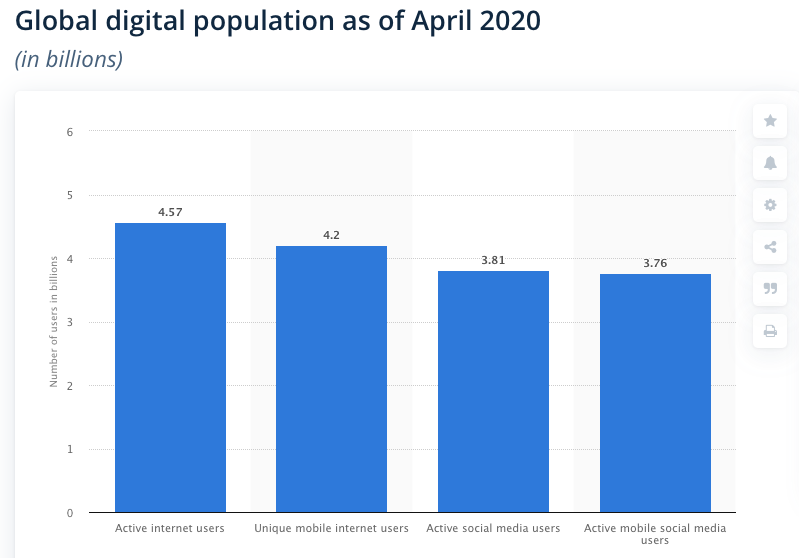 Global digital population as of April 2020
(in billions)
6
5
4
3
2
1
0
Number of users in billions
4.57
4.2
3.81
3.76
Active internet users
Unique mobile internet users
Active social media users
Active mobile social media
users